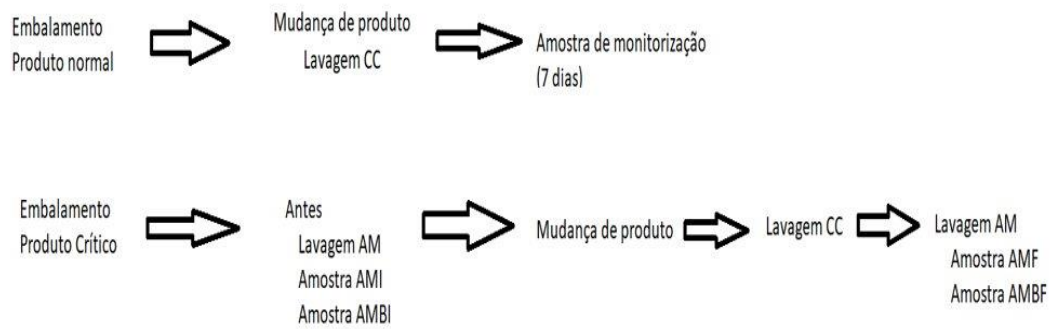 Embalamento
Produto normal
Mudança de produto
Lavagem CC
Amostra de monitorização
(7 dias)
Embalamento
Produto Crítico
Antes
Lavagem AM
Amostra AMI
Amostra AMBI
Mudança de produto
Lavagem CC
Lavagem AM
Amostra AMF
Amostra AMBF